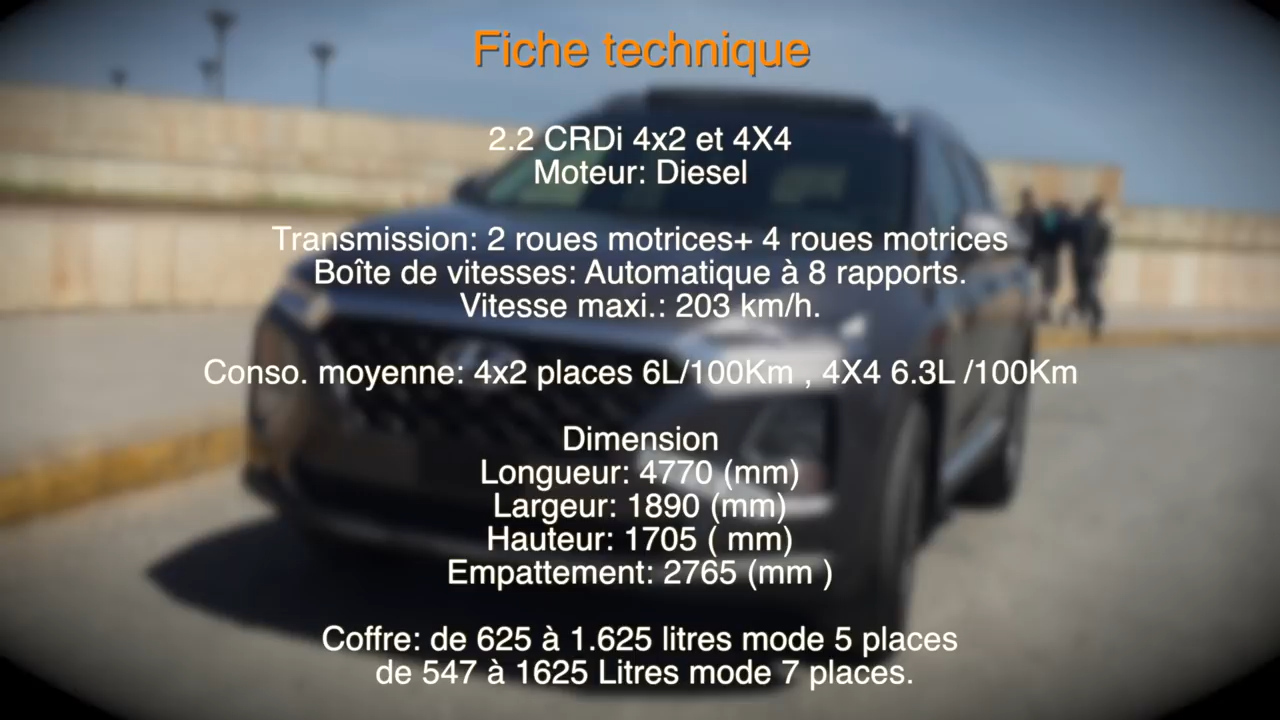 Fiche technique
2.2 CRDi 4x2 et 4X4
Moteur: Diesel
Transmission: 2 roues motrices+ 4 roues motrices
Boîte de vitesses: Automatique à 8 rapports.
Vitesse maxi.: 203 km/h.
Conso. moyenne: 4x2 places 6L/100Km , 4X4 6.3L /100Km
Dimension
Longueur: 4770 (mm)
Largeur: 1890 (mm)
Hauteur: 1705 ( mm)
Empattement: 2765 (mm )
Coffre: de 625 à 1.625 litres mode 5 places
de 547 à 1625 Litres mode 7 places.